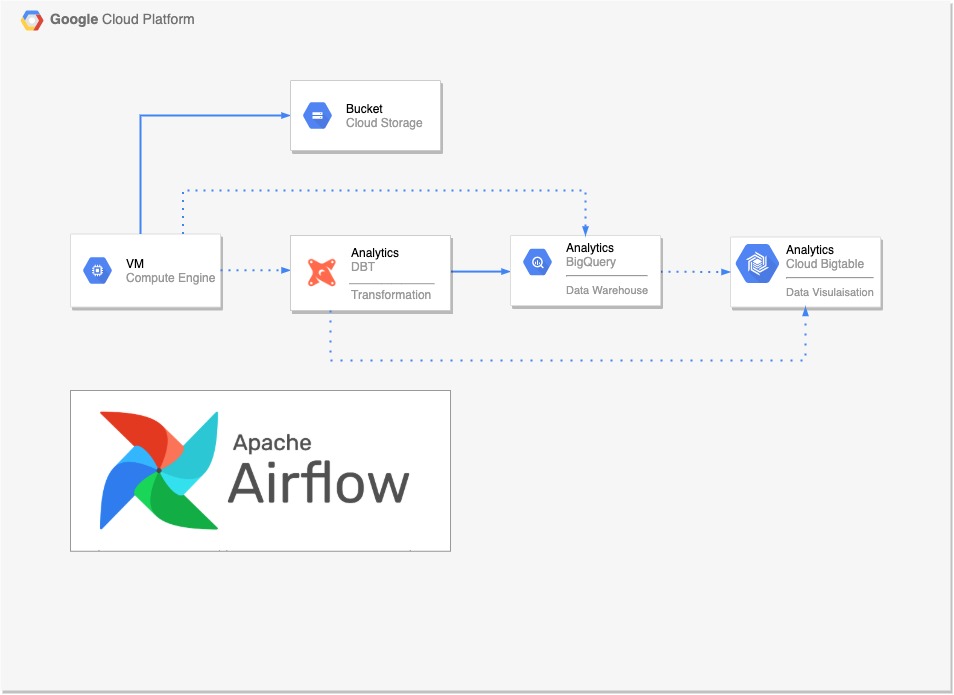 Google Cloud Platform
Bucket
Cloud Storage
VM
Compute Engine
Analytics
DBT
Transformation
Analytics
BigQuery
Data Warehouse
Analytics
Cloud Bigtable
Data Visulaisation
Apache
Airflow